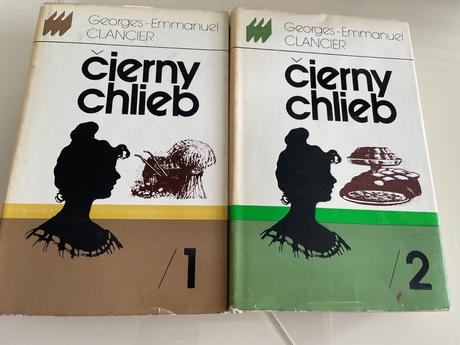 Georges-Emmanuel
CLANCIER
čierny
chlieb
/1
Georges-Emmanuel
CLANCIER
čierny
chlieb
/2